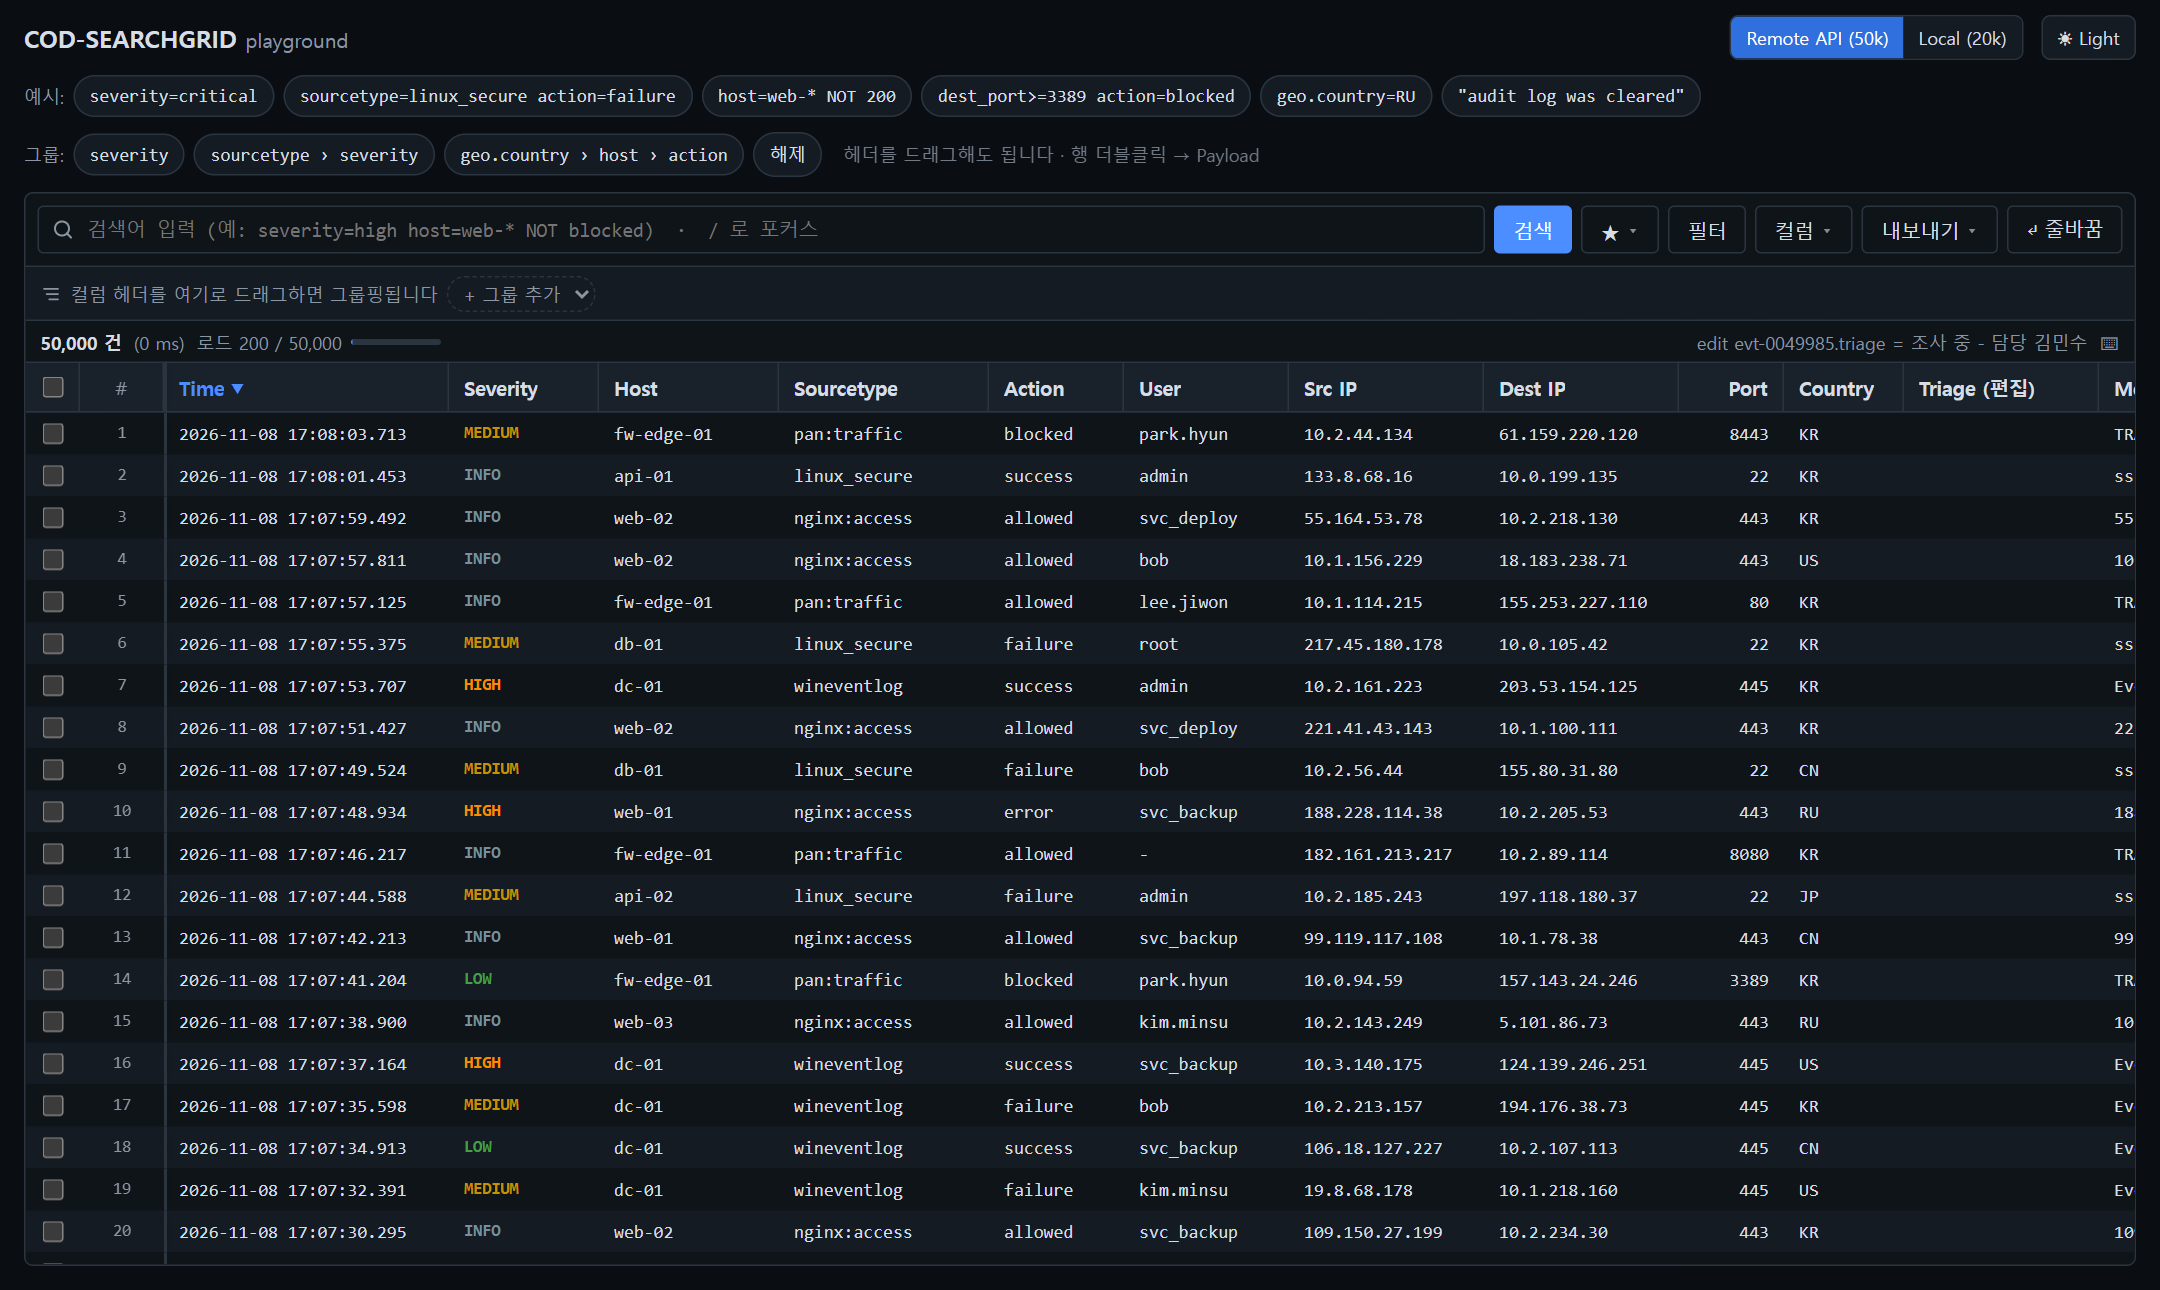 COD-SEARCHGRID playground
Remote API (50k) Local (20k) ☀ Light
예시: severity=critical sourcetype=linux_secure action=failure host=web-* NOT 200 dest_port>=3389 action=blocked geo.country=RU "audit log was cleared"
그룹: severity sourcetype › severity geo.country › host › action 해제 헤더를 드래그해도 됩니다 · 행 더블클릭 → Payload
검색어 입력 (예: severity=high host=web-* NOT blocked) · / 로 포커스 검색 ★ ▾ 필터 컬럼 ▾ 내보내기 ▾ ⏎ 줄바꿈
컬럼 헤더를 여기로 드래그하면 그룹핑됩니다 + 그룹 추가
50,000 건 (0 ms) 로드 200 / 50,000 edit evt-0049985.triage = 조사 중 - 담당 김민수
# Time ▼ Severity Host Sourcetype Action User Src IP Dest IP Port Country Triage (편집)
1 2026-11-08 17:08:03.713 MEDIUM fw-edge-01 pan:traffic blocked park.hyun 10.2.44.134 61.159.220.120 8443 KR
2 2026-11-08 17:08:01.453 INFO api-01 linux_secure success admin 133.8.68.16 10.0.199.135 22 KR
3 2026-11-08 17:07:59.492 INFO web-02 nginx:access allowed svc_deploy 55.164.53.78 10.2.218.130 443 KR
4 2026-11-08 17:07:57.811 INFO web-02 nginx:access allowed bob 10.1.156.229 18.183.238.71 443 US
5 2026-11-08 17:07:57.125 INFO fw-edge-01 pan:traffic allowed lee.jiwon 10.1.114.215 155.253.227.110 80 KR
6 2026-11-08 17:07:55.375 MEDIUM db-01 linux_secure failure root 217.45.180.178 10.0.105.42 22 KR
7 2026-11-08 17:07:53.707 HIGH dc-01 wineventlog success admin 10.2.161.223 203.53.154.125 445 KR
8 2026-11-08 17:07:51.427 INFO web-02 nginx:access allowed svc_deploy 221.41.43.143 10.1.100.111 443 KR
9 2026-11-08 17:07:49.524 MEDIUM db-01 linux_secure failure bob 10.2.56.44 155.80.31.80 22 CN
10 2026-11-08 17:07:48.934 HIGH web-01 nginx:access error svc_backup 188.228.114.38 10.2.205.53 443 RU
11 2026-11-08 17:07:46.217 INFO fw-edge-01 pan:traffic allowed - 182.161.213.217 10.2.89.114 8080 KR
12 2026-11-08 17:07:44.588 MEDIUM api-02 linux_secure failure admin 10.2.185.243 197.118.180.37 22 JP
13 2026-11-08 17:07:42.213 INFO web-01 nginx:access allowed svc_backup 99.119.117.108 10.1.78.38 443 CN
14 2026-11-08 17:07:41.204 LOW fw-edge-01 pan:traffic blocked park.hyun 10.0.94.59 157.143.24.246 3389 KR
15 2026-11-08 17:07:38.900 INFO web-03 nginx:access allowed kim.minsu 10.2.143.249 5.101.86.73 443 RU
16 2026-11-08 17:07:37.164 HIGH dc-01 wineventlog success svc_backup 10.3.140.175 124.139.246.251 445 US
17 2026-11-08 17:07:35.598 MEDIUM dc-01 wineventlog failure bob 10.2.213.157 194.176.38.73 445 KR
18 2026-11-08 17:07:34.913 LOW dc-01 wineventlog success svc_backup 106.18.127.227 10.2.107.113 445 CN
19 2026-11-08 17:07:32.391 MEDIUM dc-01 wineventlog failure kim.minsu 19.8.68.178 10.1.218.160 445 US
20 2026-11-08 17:07:30.295 INFO web-02 nginx:access allowed svc_backup 109.150.27.199 10.2.234.30 443 KR